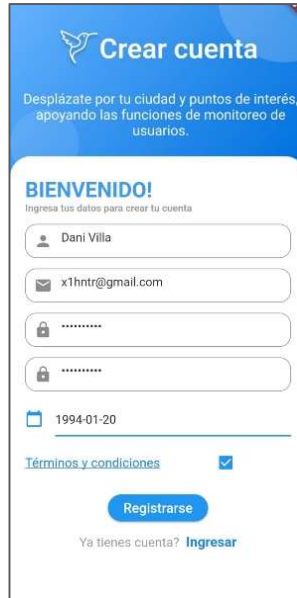 Crear cuenta
Desplázate por tu ciudad y puntos de interés,
apoyando las funciones de monitoreo de
usuarios.
BIENVENIDO!
Ingresa tus datos para crear tu cuenta
Dani Villa
x1hntr@gmail.com
••••••••••
••••••••••
1994-01-20
Términos y condiciones
Registrarse
Ya tienes cuenta? Ingresar